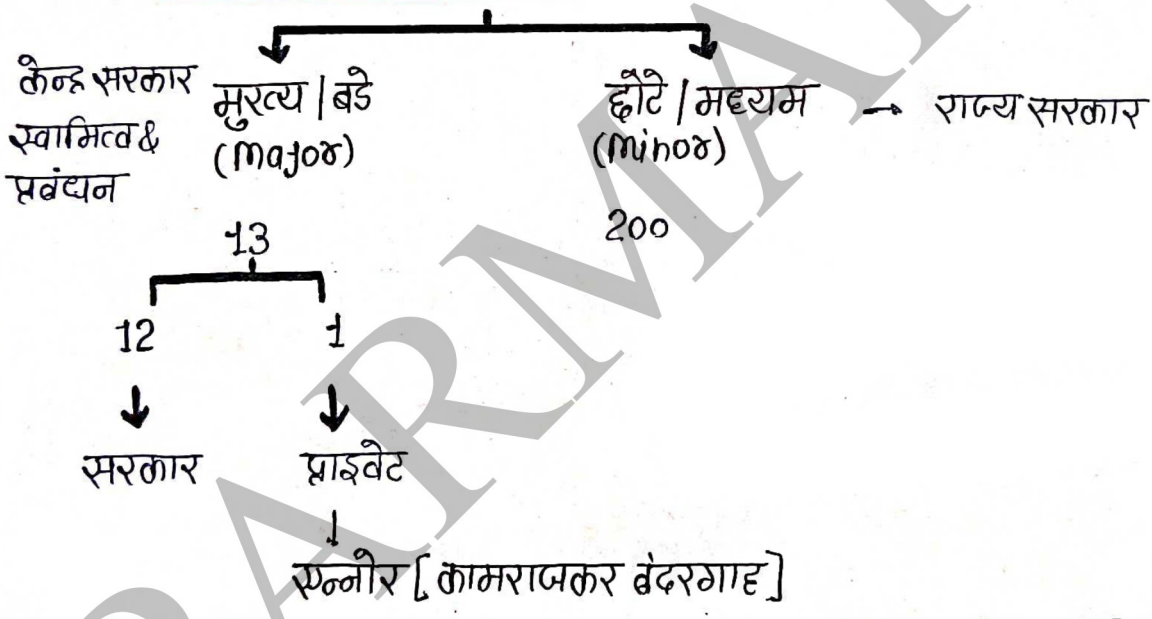 केन्द्र सरकार
स्वामित्व &
प्रबंधन
मुख्य | बडे
(Major)
छोटे | मध्यम → राज्य सरकार
(Minor)
13
200
12 1
सरकार प्राइवेट
एन्नोर [कामराजकर बंदरगाह]